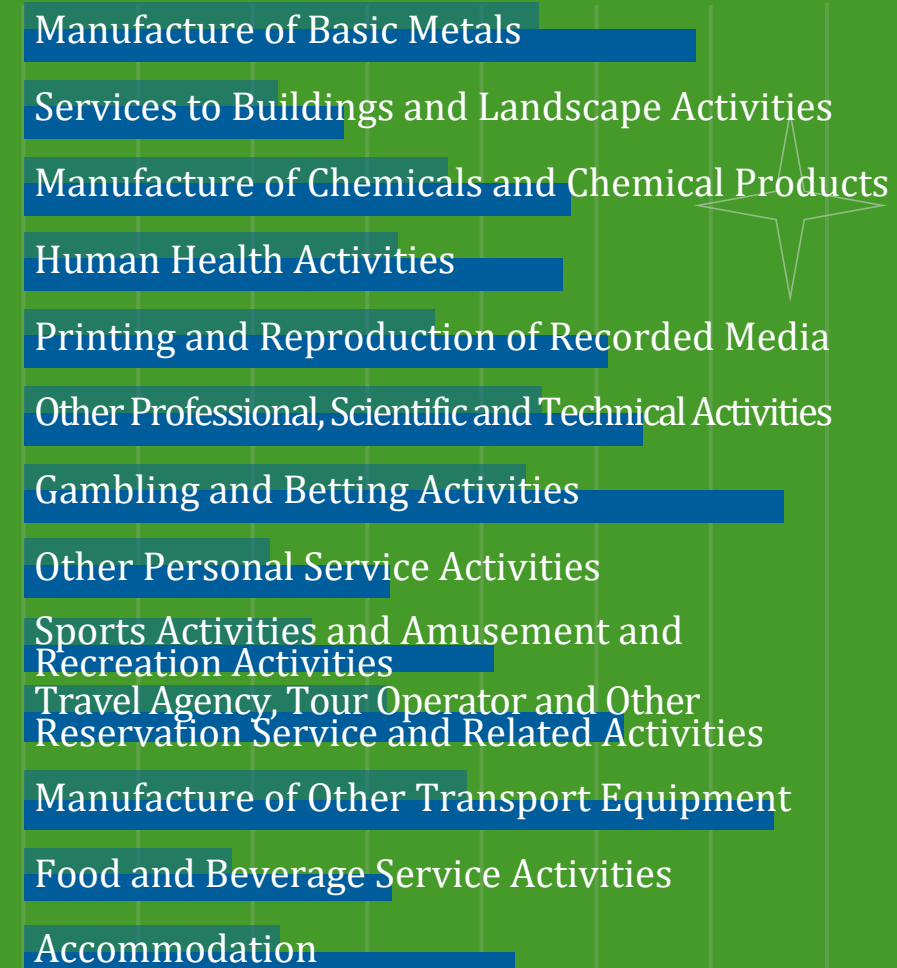 Manufacture of Basic Metals
Services to Buildings and Landscape Activities
Manufacture of Chemicals and Chemical Products
Human Health Activities
Printing and Reproduction of Recorded Media
Other Professional, Scientific and Technical Activities
Gambling and Betting Activities
Other Personal Service Activities
Sports Activities and Amusement and
Recreation Activities
Travel Agency, Tour Operator and Other
Reservation Service and Related Activities
Manufacture of Other Transport Equipment
Food and Beverage Service Activities
Accommodation